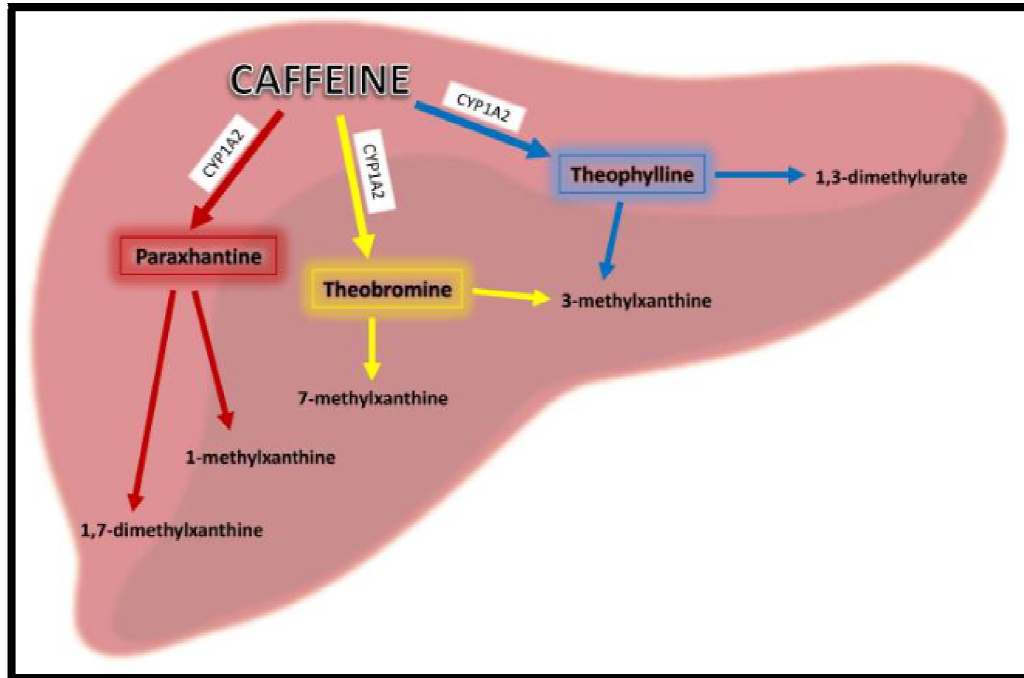 CAFFEINE
CYP1A2
CYP1A2
CYP1A2
Theophylline
1,3-dimethylurate
Paraxhantine
Theobromine
3-methylxanthine
7-methylxanthine
1-methylxanthine
1,7-dimethylxanthine